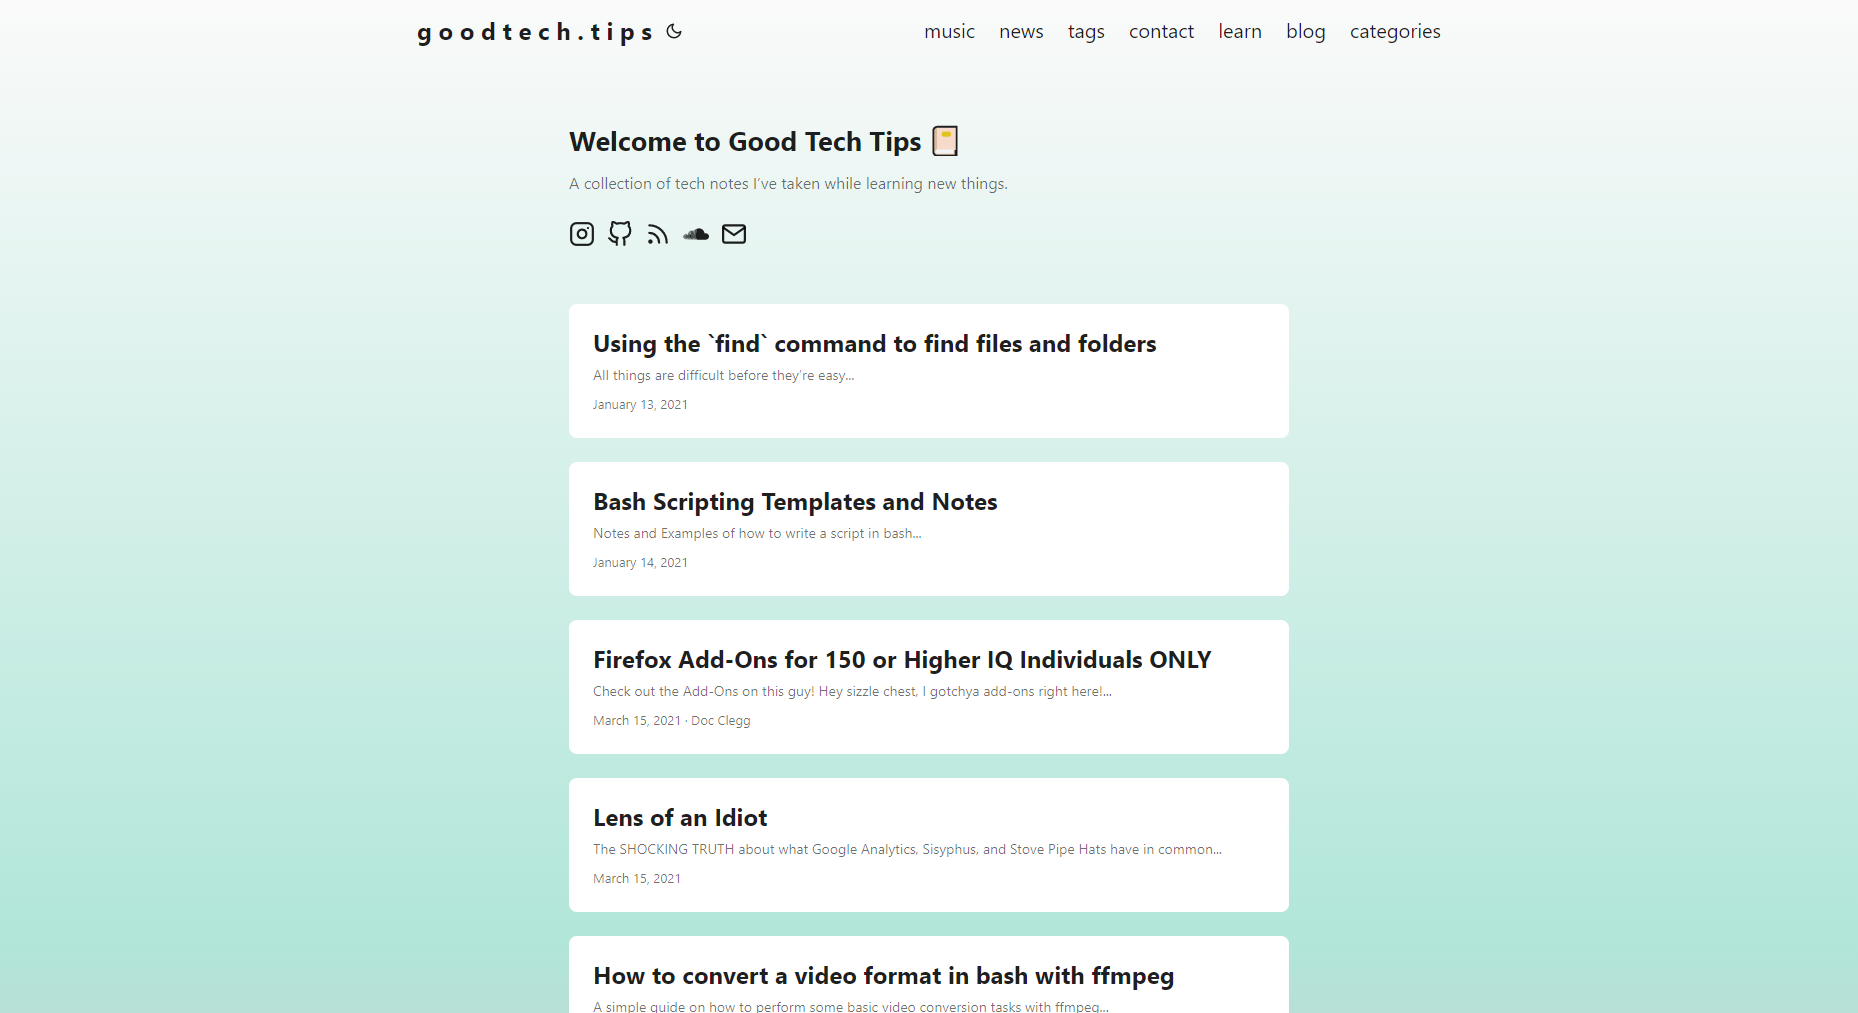 goodtech.tips
music news tags contact learn blog categories
Welcome to Good Tech Tips
A collection of tech notes I've taken while learning new things.
Using the `find` command to find files and folders
All things are difficult before they're easy...
January 13, 2021
Bash Scripting Templates and Notes
Notes and Examples of how to write a script in bash...
January 14, 2021
Firefox Add-Ons for 150 or Higher IQ Individuals ONLY
Check out the Add-Ons on this guy! Hey sizzle chest, I gotchya add-ons right here!...
March 15, 2021 · Doc Clegg
Lens of an Idiot
The SHOCKING TRUTH about what Google Analytics, Sisyphus, and Stove Pipe Hats have in common...
March 15, 2021
How to convert a video format in bash with ffmpeg
A simple guide on how to perform some basic video conversion tasks with ffmpeg...